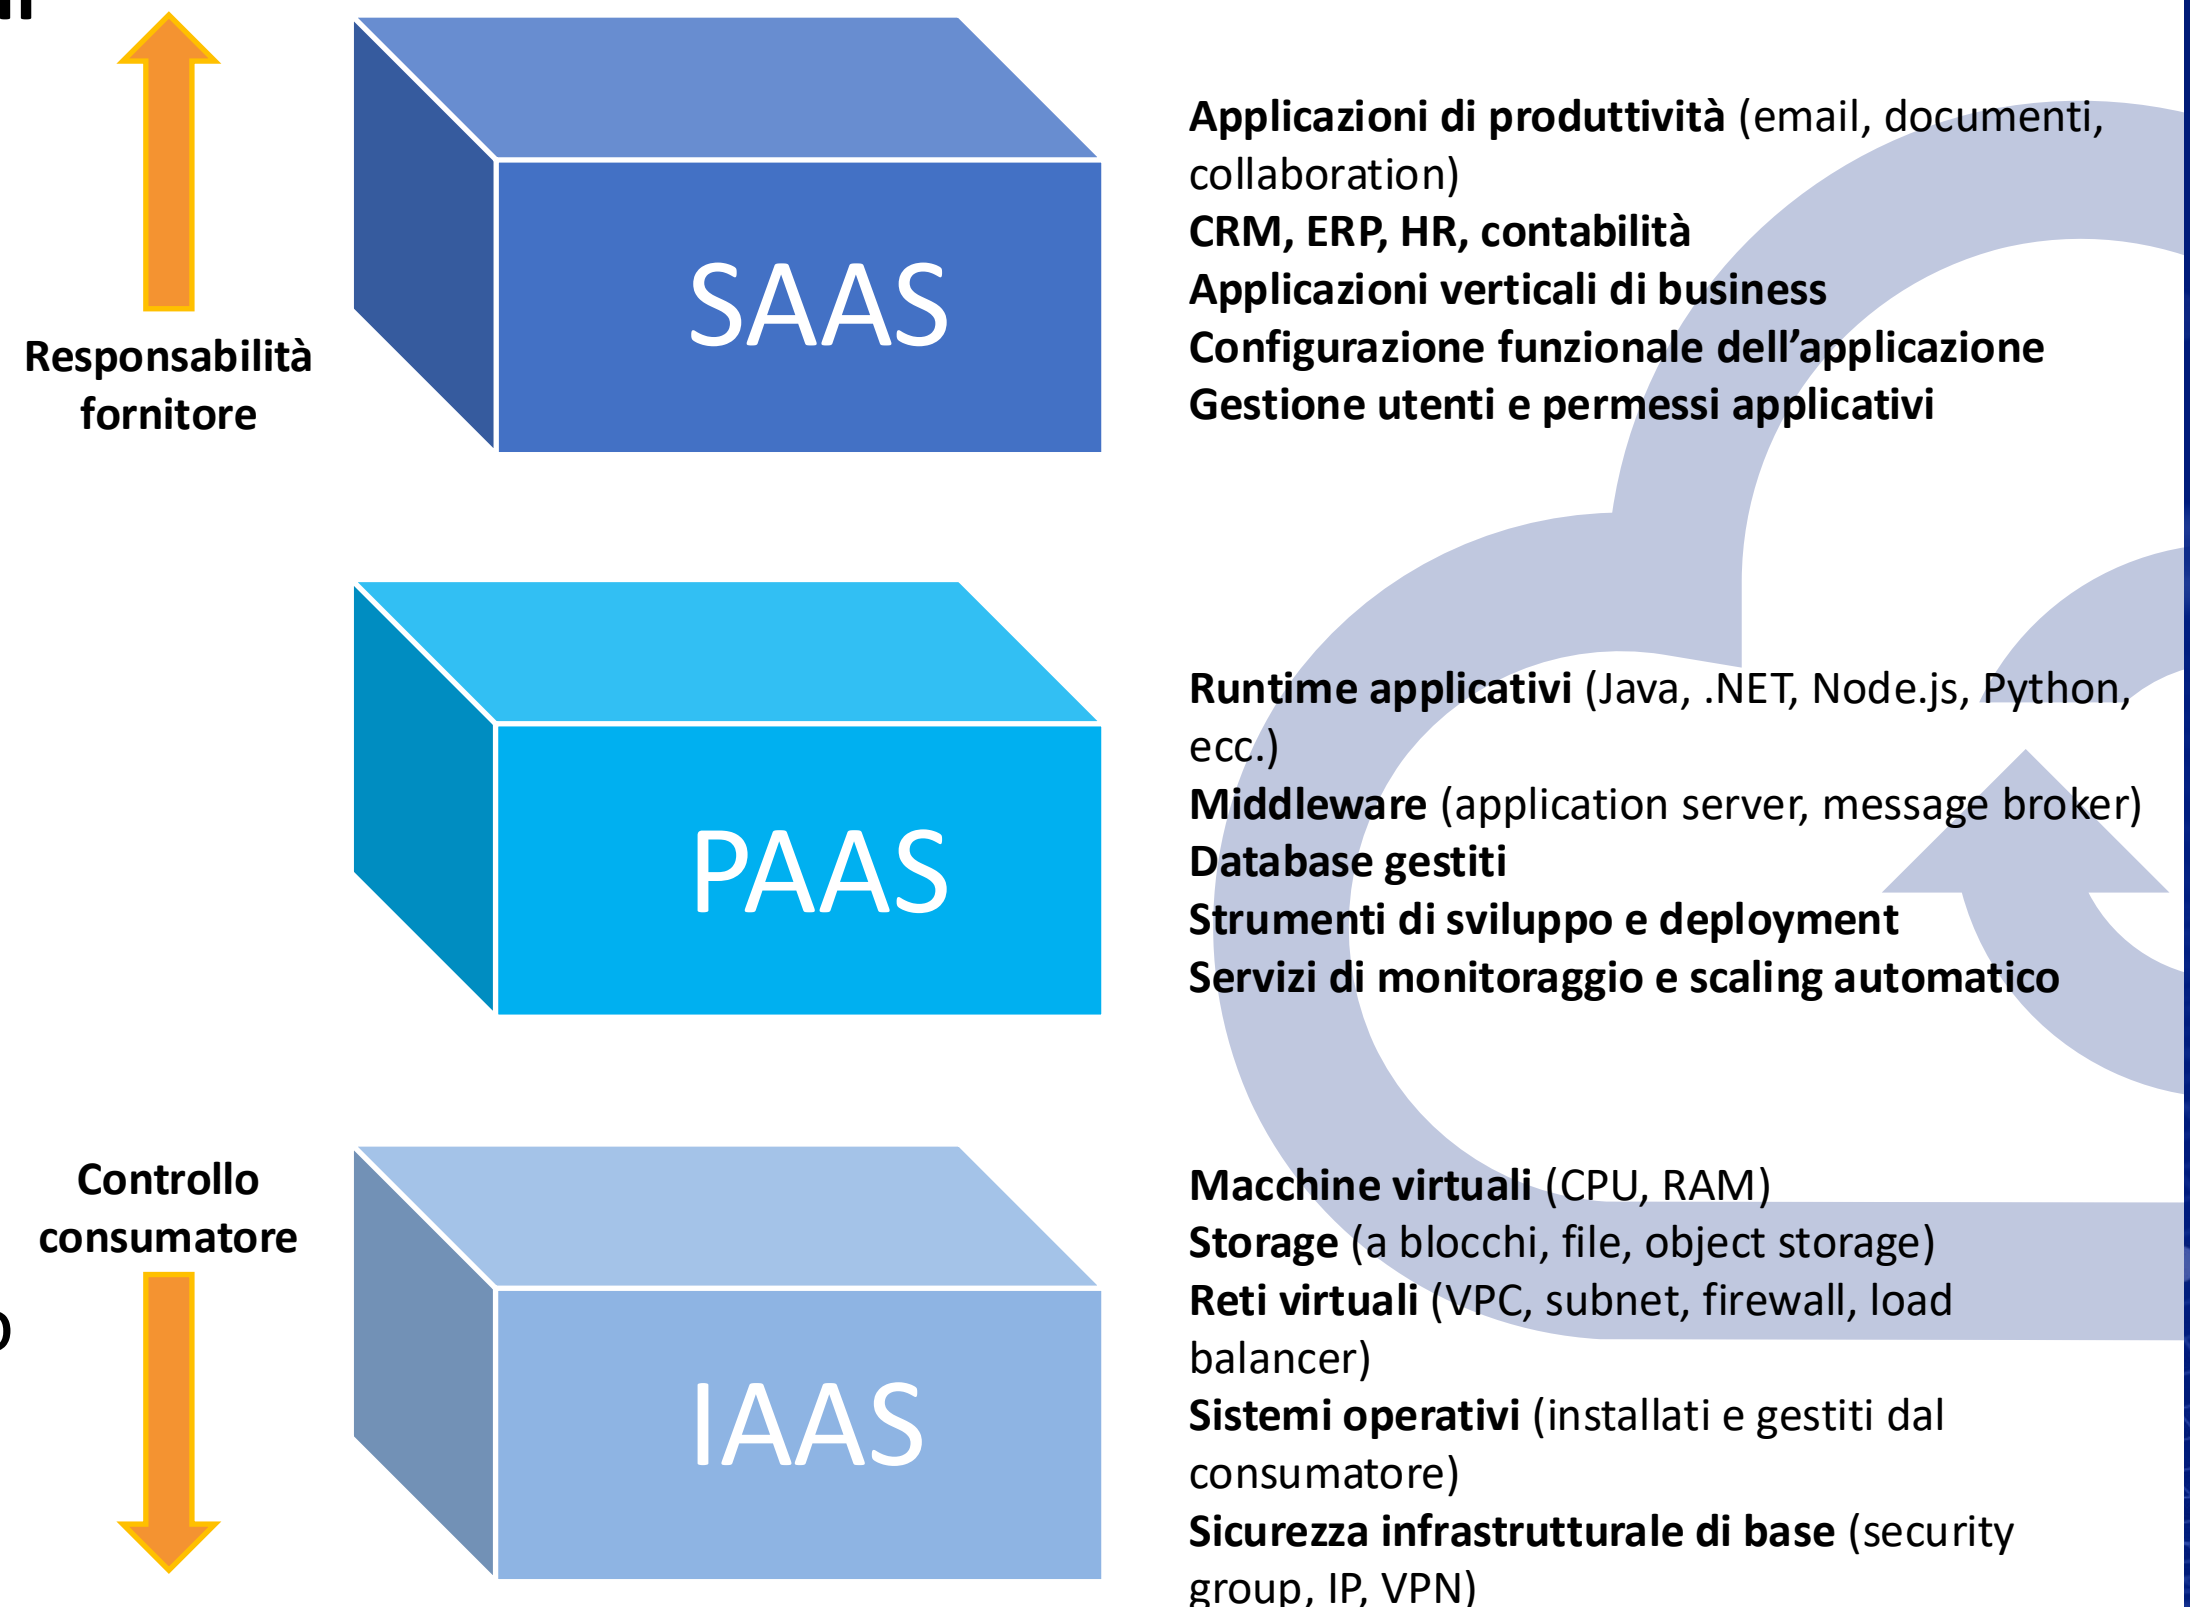 Responsabilità
fornitore
SAAS
Applicazioni di produttività (email, documenti,
collaboration)
CRM, ERP, HR, contabilità
Applicazioni verticali di business
Configurazione funzionale dell’applicazione
Gestione utenti e permessi applicativi
PAAS
Runtime applicativi (Java, .NET, Node.js, Python,
ecc.)
Middleware (application server, message broker)
Database gestiti
Strumenti di sviluppo e deployment
Servizi di monitoraggio e scaling automatico
Controllo
consumatore
IAAS
Macchine virtuali (CPU, RAM)
Storage (a blocchi, file, object storage)
Reti virtuali (VPC, subnet, firewall, load
balancer)
Sistemi operativi (installati e gestiti dal
consumatore)
Sicurezza infrastrutturale di base (security
group, IP, VPN)